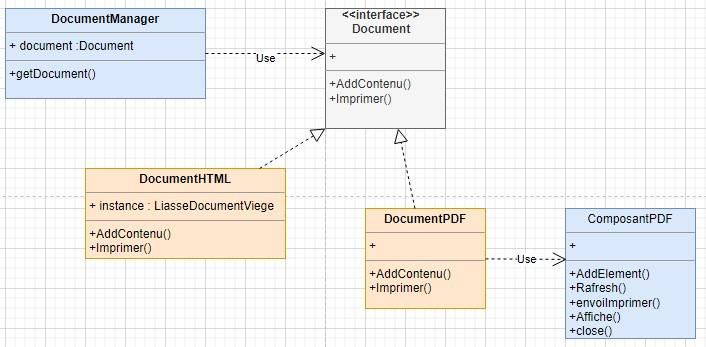 DocumentManager
+ document :Document
+getDocument()
Use
<<interface>>
Document
+
+AddContenu()
+Imprimer()
DocumentHTML
+ instance : LiasseDocumentViege
+AddContenu()
+Imprimer()
DocumentPDF
+
+AddContenu()
+Imprimer()
Use
ComposantPDF
+
+AddElement()
+Rafresh()
+envoiImprimer()
+Affiche()
+close()